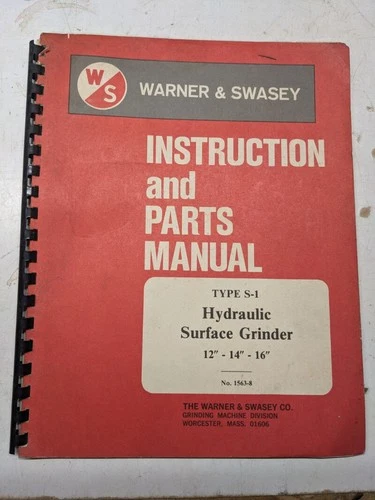 W
S
WARNER & SWASEY
INSTRUCTION
and
PARTS
MANUAL
TYPE S-1
Hydraulic
Surface Grinder
12" - 14" - 16"
No. 1563-8
THE WARNER & SWASEY CO.
GRINDING MACHINE DIVISION
WORCESTER, MASS. 01606